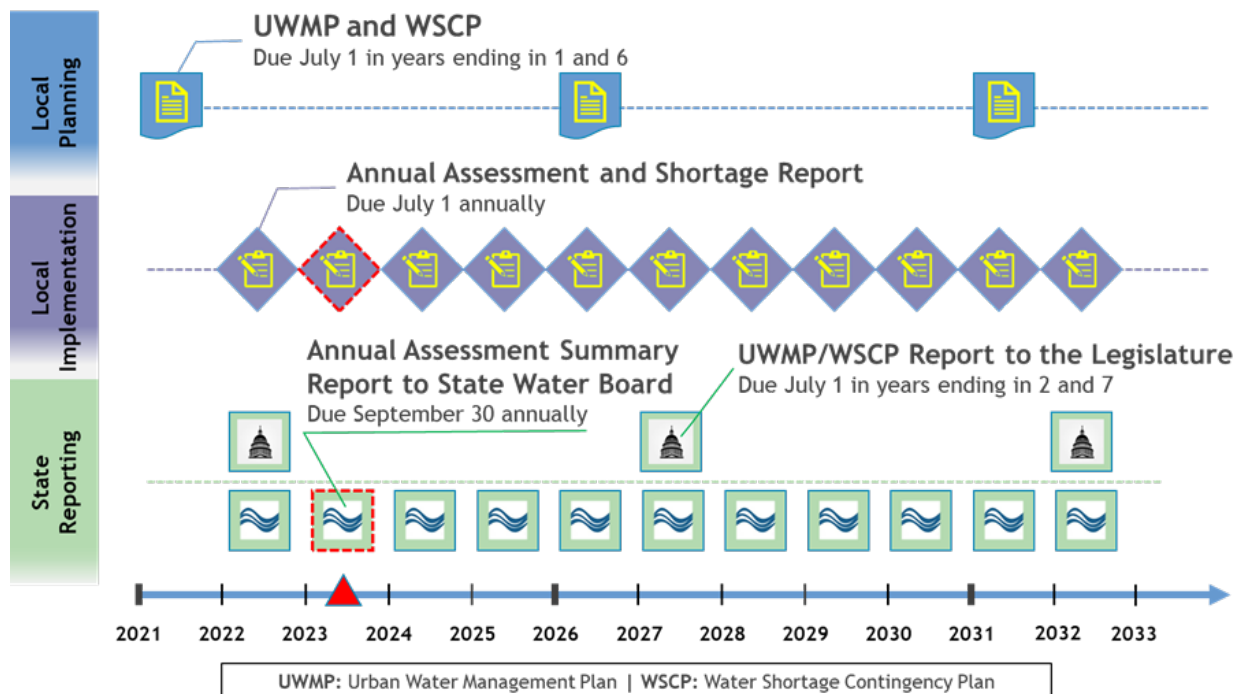 UWMP and WSCP
Due July 1 in years ending in 1 and 6
Local
Planning
Annual Assessment and Shortage Report
Due July 1 annually
Local
Implementation
Annual Assessment Summary
Report to State Water Board
Due September 30 annually
UWMP/WSCP Report to the Legislature
Due July 1 in years ending in 2 and 7
State
Reporting
2021 2022 2023 2024 2025 2026 2027 2028 2029 2030 2031 2032 2033
UWMP: Urban Water Management Plan | WSCP: Water Shortage Contingency Plan